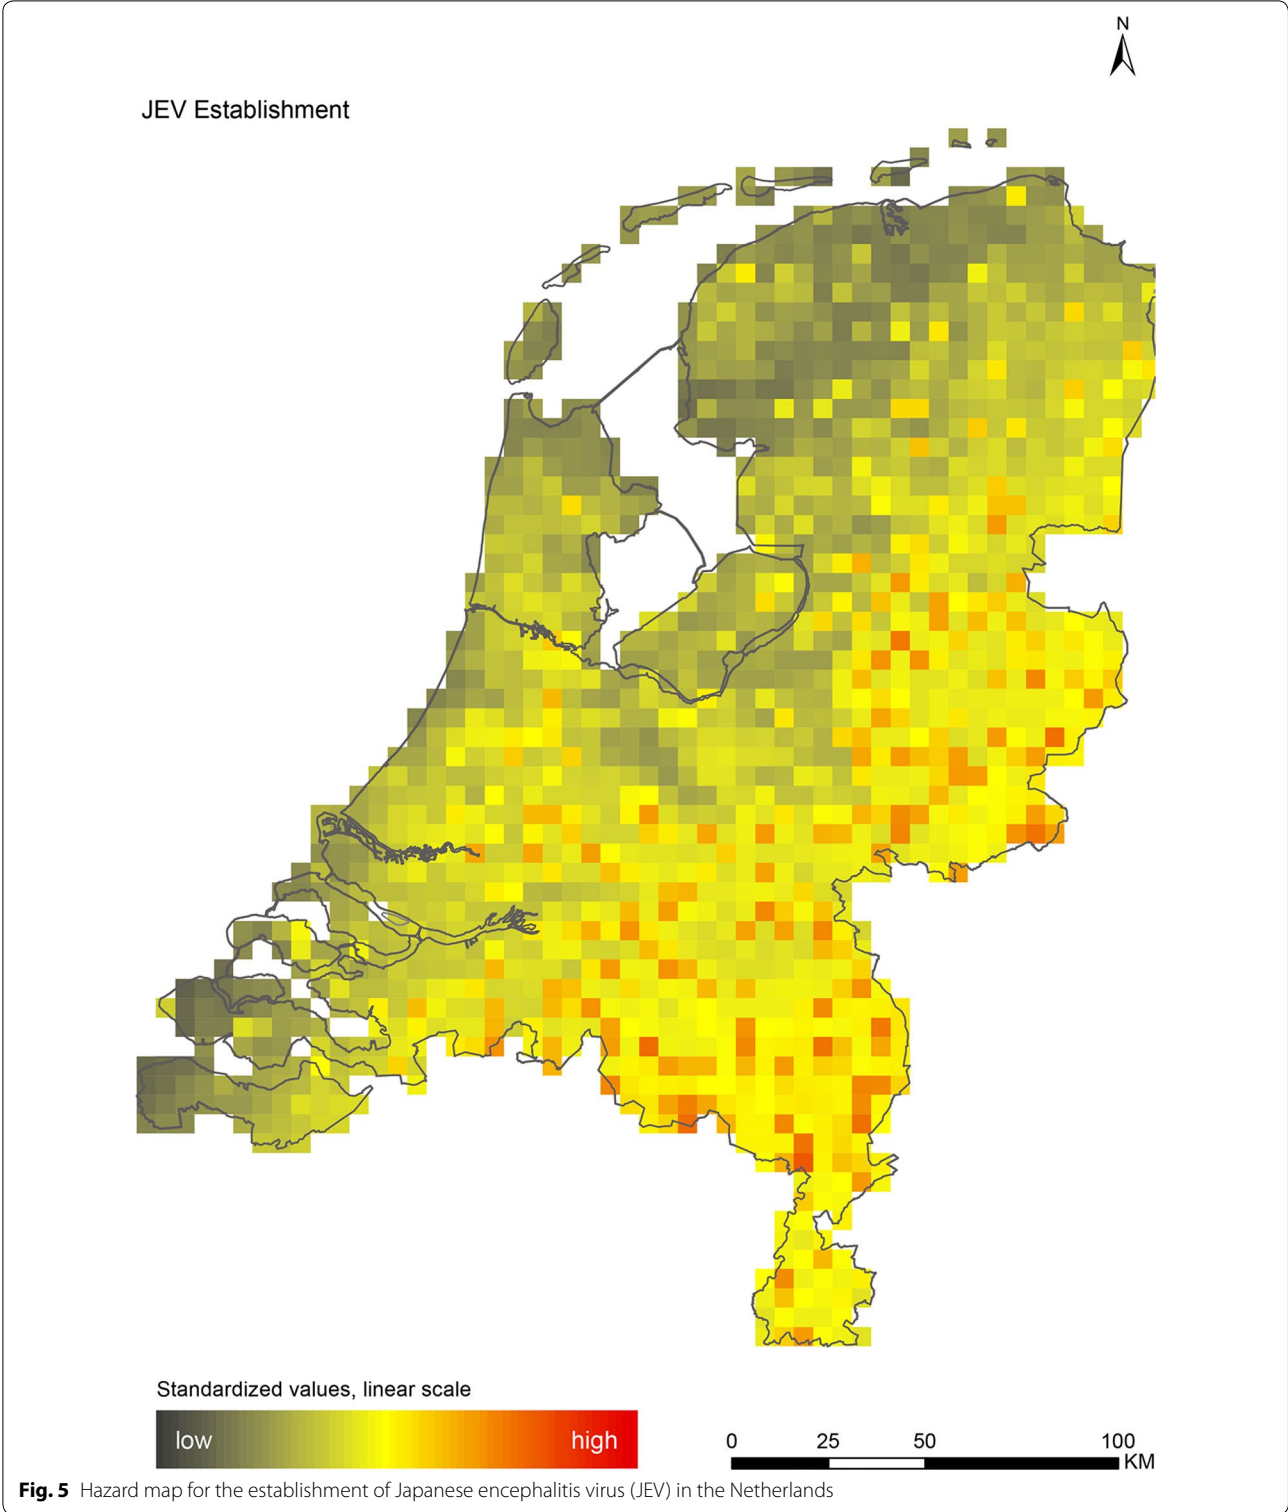 N
JEV Establishment
Standardized values, linear scale
low high
0 25 50 100
KM
Fig. 5 Hazard map for the establishment of Japanese encephalitis virus (JEV) in the Netherlands